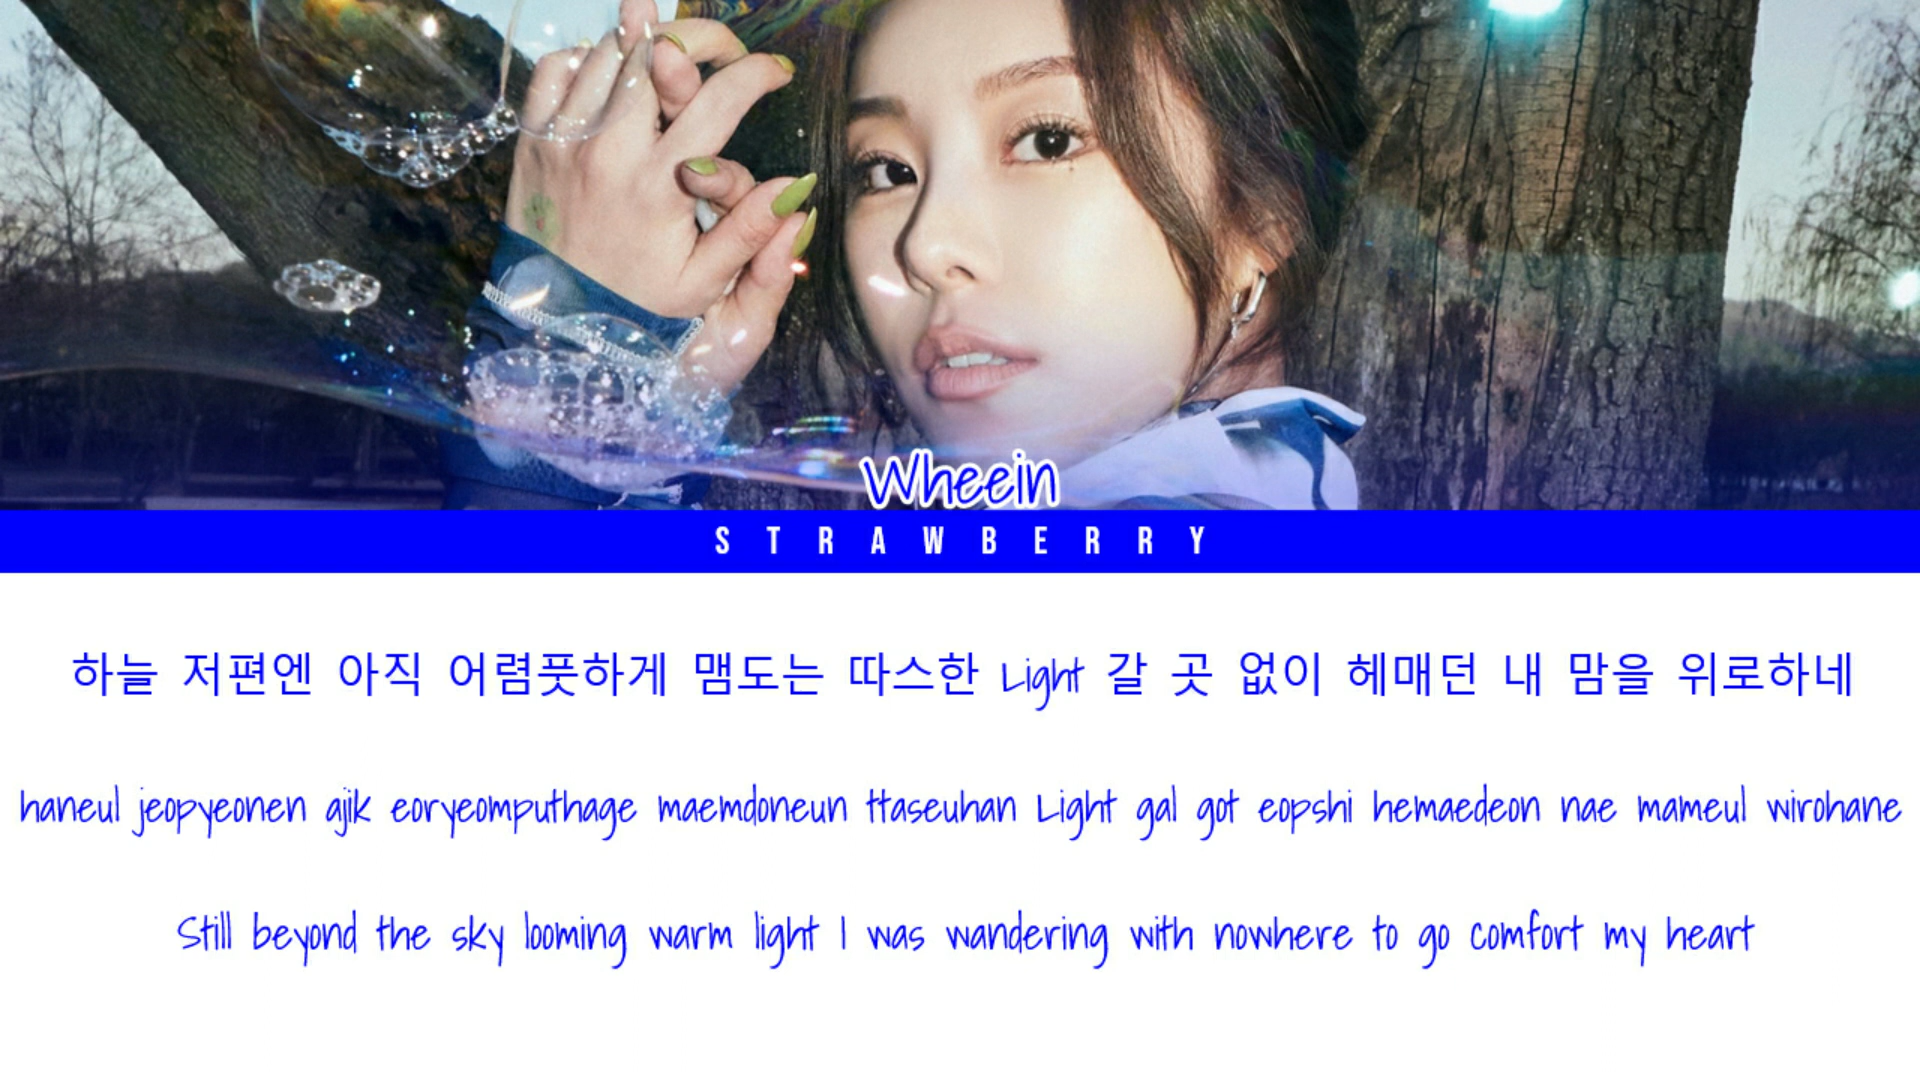 Wheein
STRAWBERRY
하늘 저편엔 아직 어렴풋하게 맴도는 따스한 Light 갈 곳 없이 헤매던 내 맘을 위로하네
haneul jeopyeonen ajik eoryeomputhage maemdoneun ttaseuhan Light gal got eopshi hemaedeon nae mameul wirohane
Still beyond the sky looming warm light I was wandering with nowhere to go comfort my heart